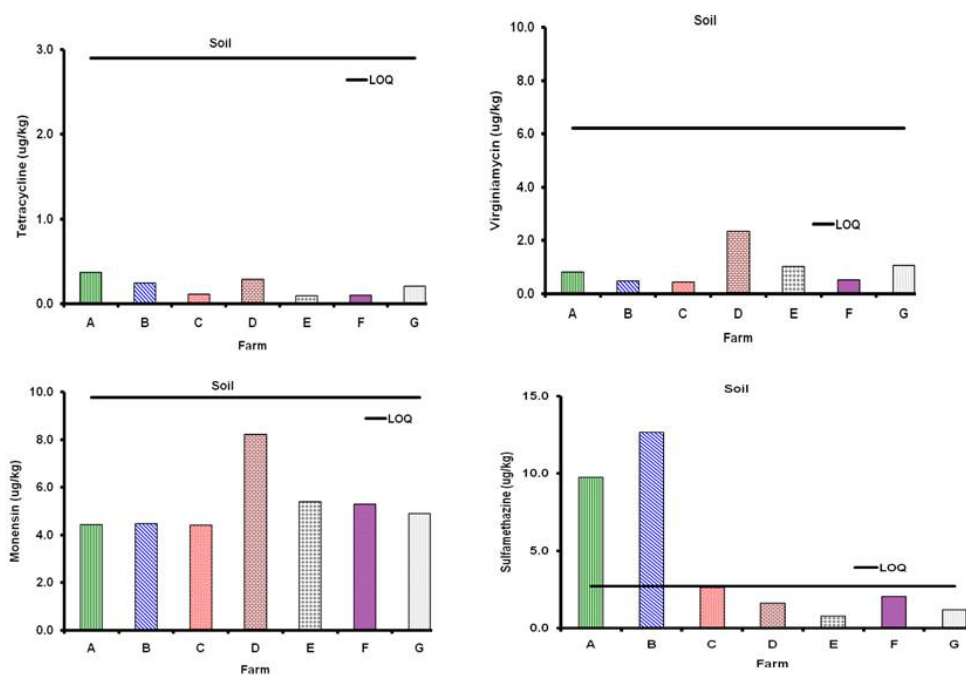 Soil
3.0
LOQ
2.0
1.0
0.0
Tetracycline (ug/kg)
A B C D E F G
Farm
Soil
10.0
8.0
6.0
4.0
LOQ
2.0
0.0
Virginiamycin (ug/kg)
A B C D E F G
Farm
Soil
10.0
LOQ
8.0
6.0
4.0
2.0
0.0
Monensin (ug/kg)
A B C D E F G
Farm
Soil
15.0
10.0
5.0
LOQ
0.0
Sulfamethazine (ug/kg)
A B C D E F G
Farm